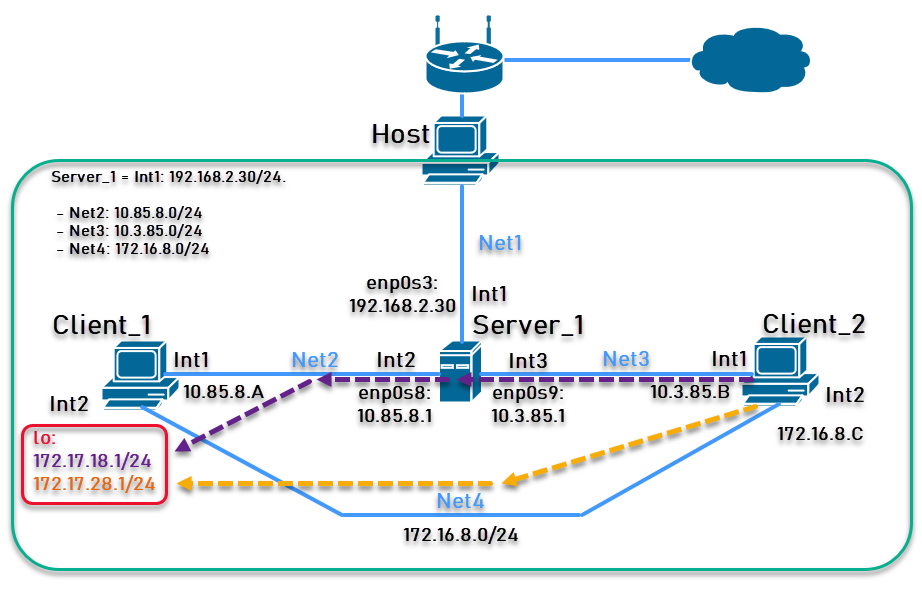 Host
Server_1 = Int1: 192.168.2.30/24.
- Net2: 10.85.8.0/24
- Net3: 10.3.85.0/24
- Net4: 172.16.8.0/24
Net1
enp0s3:
192.168.2.30
Int1
Client_1
Server_1
Client_2
Int1
Net2
Int2
Int3
Net3
Int1
10.85.8.A
enp0s8:
10.85.8.1
enp0s9:
10.3.85.1
10.3.85.B
Int2
Int2
172.16.8.C
lo:
172.17.18.1/24
172.17.28.1/24
Net4
172.16.8.0/24